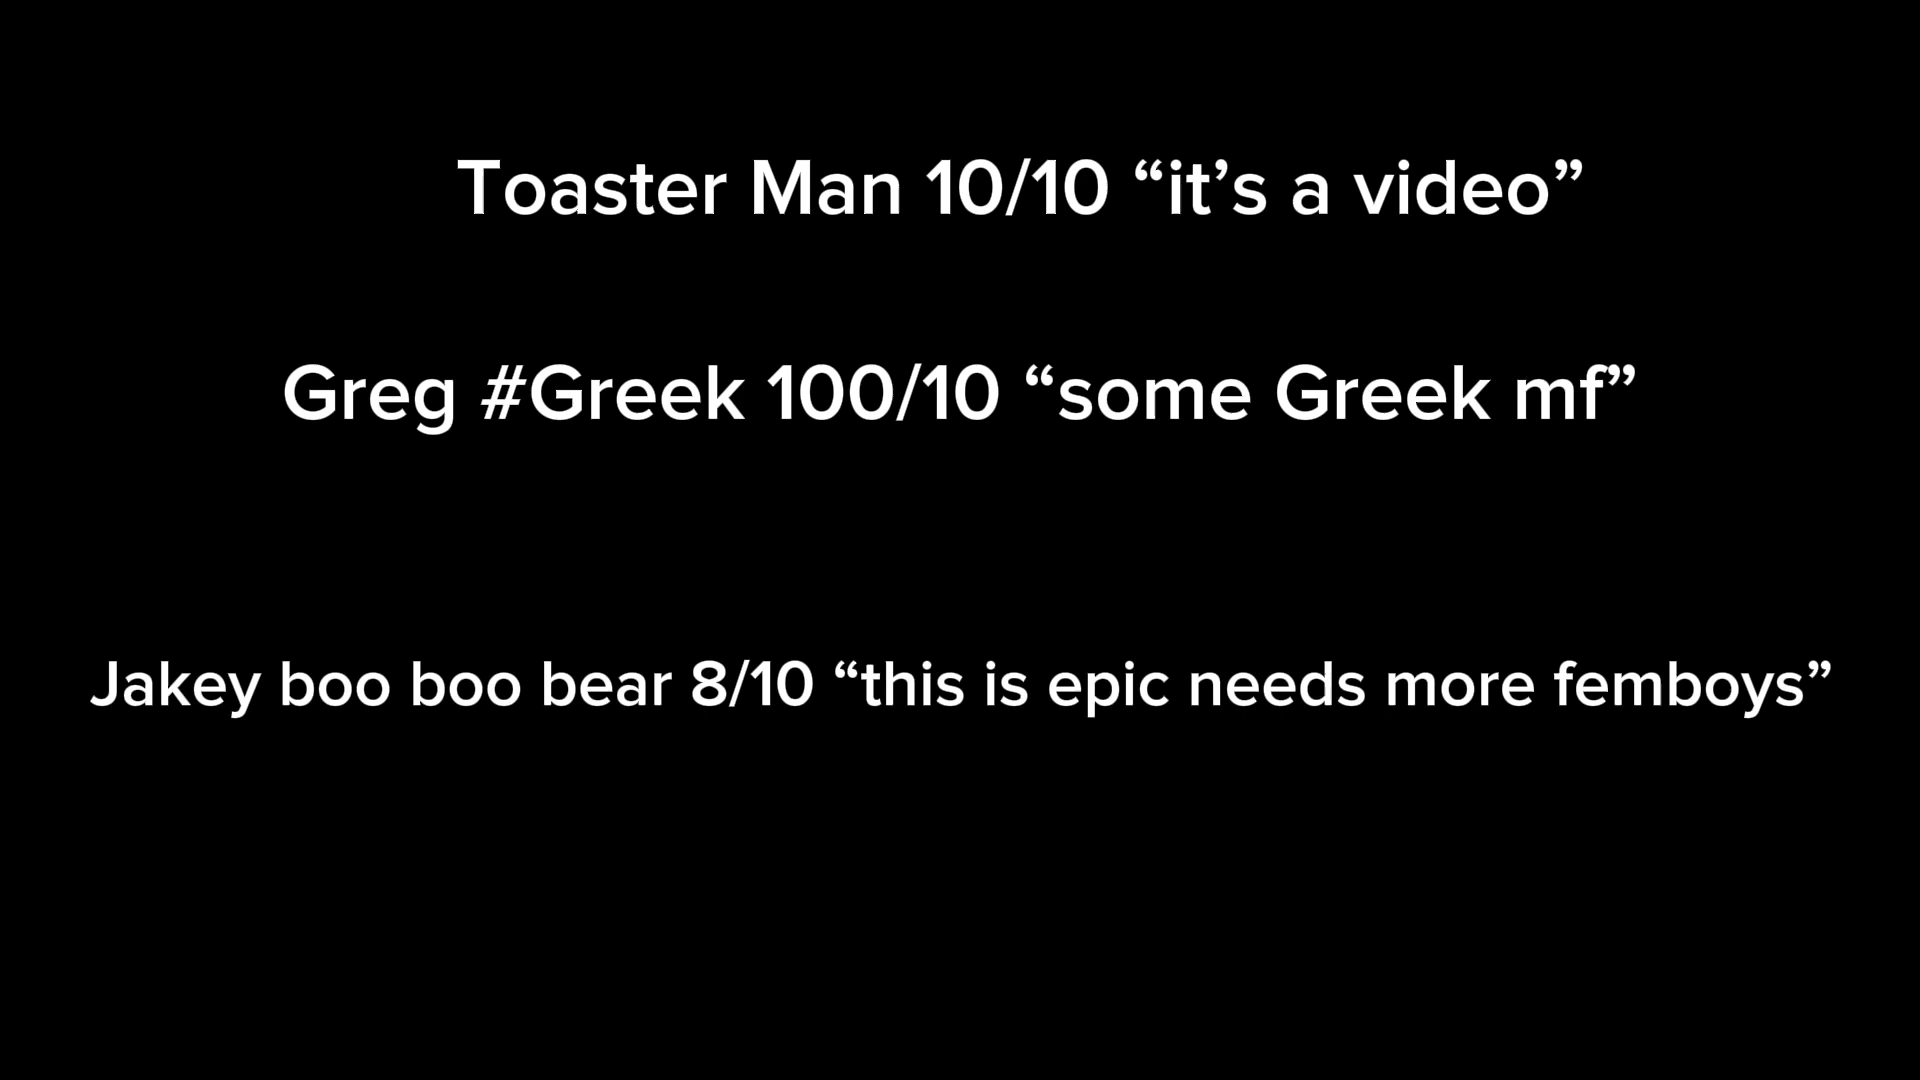 Toaster Man 10/10 “it’s a video”
Greg #Greek 100/10 “some Greek mf”
Jakey boo boo bear 8/10 “this is epic needs more femboys”